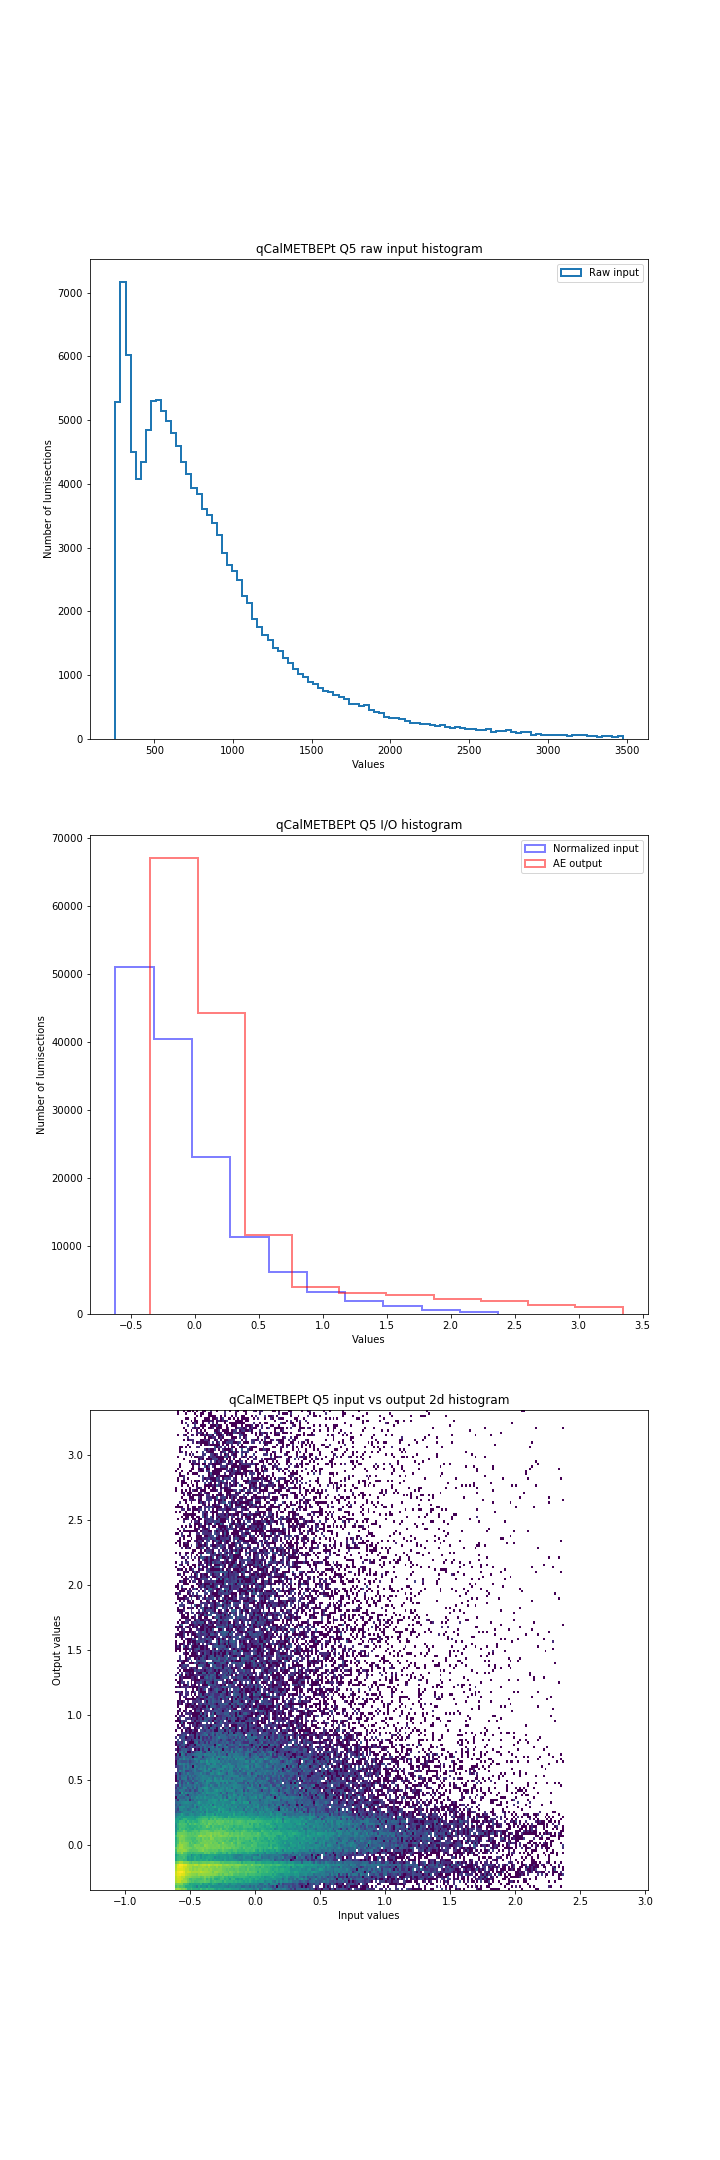 qCalMETBEPt Q5 raw input histogram
Raw input
7000
6000
5000
4000
3000
2000
1000
0
Number of lumisections
500 1000 1500 2000 2500 3000 3500
Values
qCalMETBEPt Q5 I/O histogram
Normalized input
AE output
70000
60000
50000
40000
30000
20000
10000
0
Number of lumisections
−0.5 0.0 0.5 1.0 1.5 2.0 2.5 3.0 3.5
Values
qCalMETBEPt Q5 input vs output 2d histogram
3.0
2.5
2.0
1.5
1.0
0.5
0.0
Output values
−1.0 −0.5 0.0 0.5 1.0 1.5 2.0 2.5 3.0
Input values